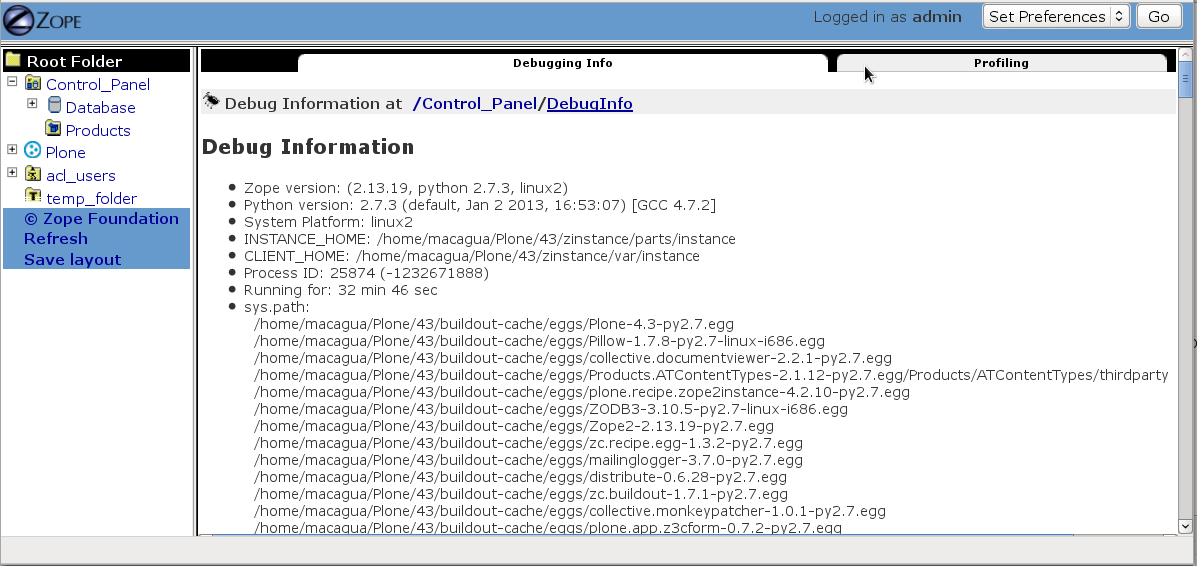 ZOPE
Logged in as admin
Set Preferences
Go
Root Folder
Control_Panel
Database
Products
Plone
acl_users
temp_folder
© Zope Foundation
Refresh
Save layout
Debugging Info
Profiling
Debug Information at /Control_Panel/DebugInfo
Debug Information
Zope version: (2.13.19, python 2.7.3, linux2)
Python version: 2.7.3 (default, Jan 2 2013, 16:53:07) [GCC 4.7.2]
System Platform: linux2
INSTANCE_HOME: /home/macagua/Plone/43/zinstance/parts/instance
CLIENT_HOME: /home/macagua/Plone/43/zinstance/var/instance
Process ID: 25874 (-1232671888)
Running for: 32 min 46 sec
sys.path:
/home/macagua/Plone/43/buildout-cache/eggs/Plone-4.3-py2.7.egg
/home/macagua/Plone/43/buildout-cache/eggs/Pillow-1.7.8-py2.7-linux-i686.egg
/home/macagua/Plone/43/buildout-cache/eggs/collective.documentviewer-2.2.1-py2.7.egg
/home/macagua/Plone/43/buildout-cache/eggs/Products.ATContentTypes-2.1.12-py2.7.egg/Products/ATContentTypes/thirdparty
/home/macagua/Plone/43/buildout-cache/eggs/plone.recipe.zope2instance-4.2.10-py2.7.egg
/home/macagua/Plone/43/buildout-cache/eggs/ZODB3-3.10.5-py2.7-linux-i686.egg
/home/macagua/Plone/43/buildout-cache/eggs/Zope2-2.13.19-py2.7.egg
/home/macagua/Plone/43/buildout-cache/eggs/zc.recipe.egg-1.3.2-py2.7.egg
/home/macagua/Plone/43/buildout-cache/eggs/mailinglogger-3.7.0-py2.7.egg
/home/macagua/Plone/43/buildout-cache/eggs/distribute-0.6.28-py2.7.egg
/home/macagua/Plone/43/buildout-cache/eggs/zc.buildout-1.7.1-py2.7.egg
/home/macagua/Plone/43/buildout-cache/eggs/collective.monkeypatcher-1.0.1-py2.7.egg
/home/macagua/Plone/43/buildout-cache/eggs/plone.app.z3cform-0.7.2-py2.7.egg